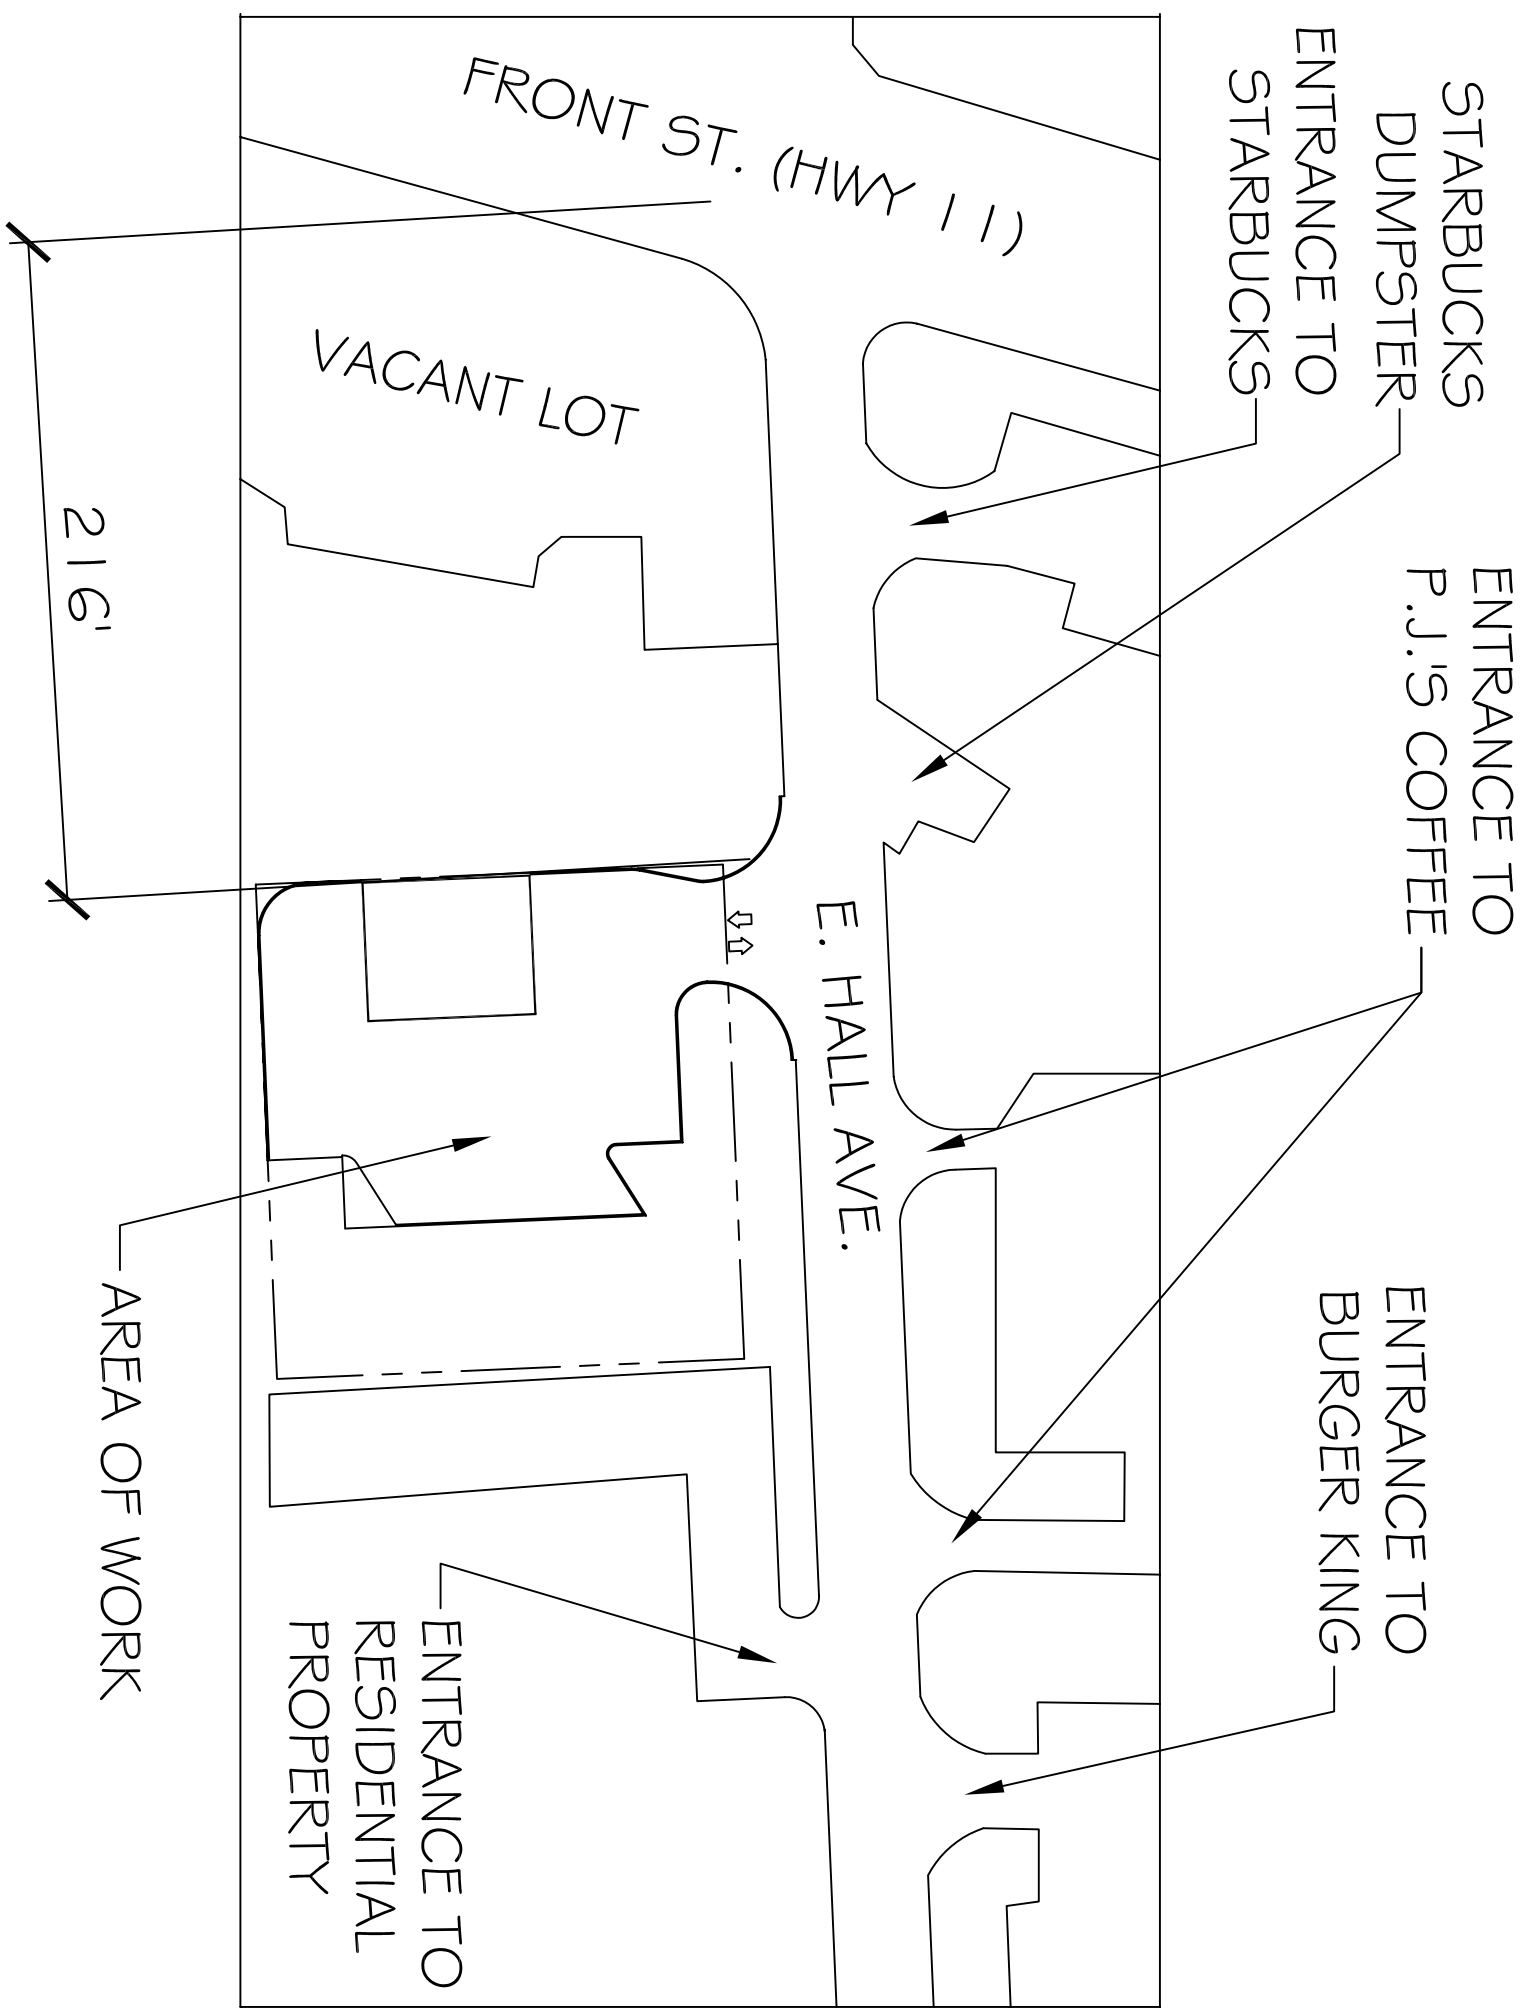 STARBUCKS
DUMPSTER
ENTRANCE TO
STARBUCKS
ENTRANCE TO
P.J.'S COFFEE
ENTRANCE TO
BURGER KING
FRONT ST. (HWY 11)
E. HALL AVE.
VACANT LOT
216'
AREA OF WORK
ENTRANCE TO
RESIDENTIAL
PROPERTY